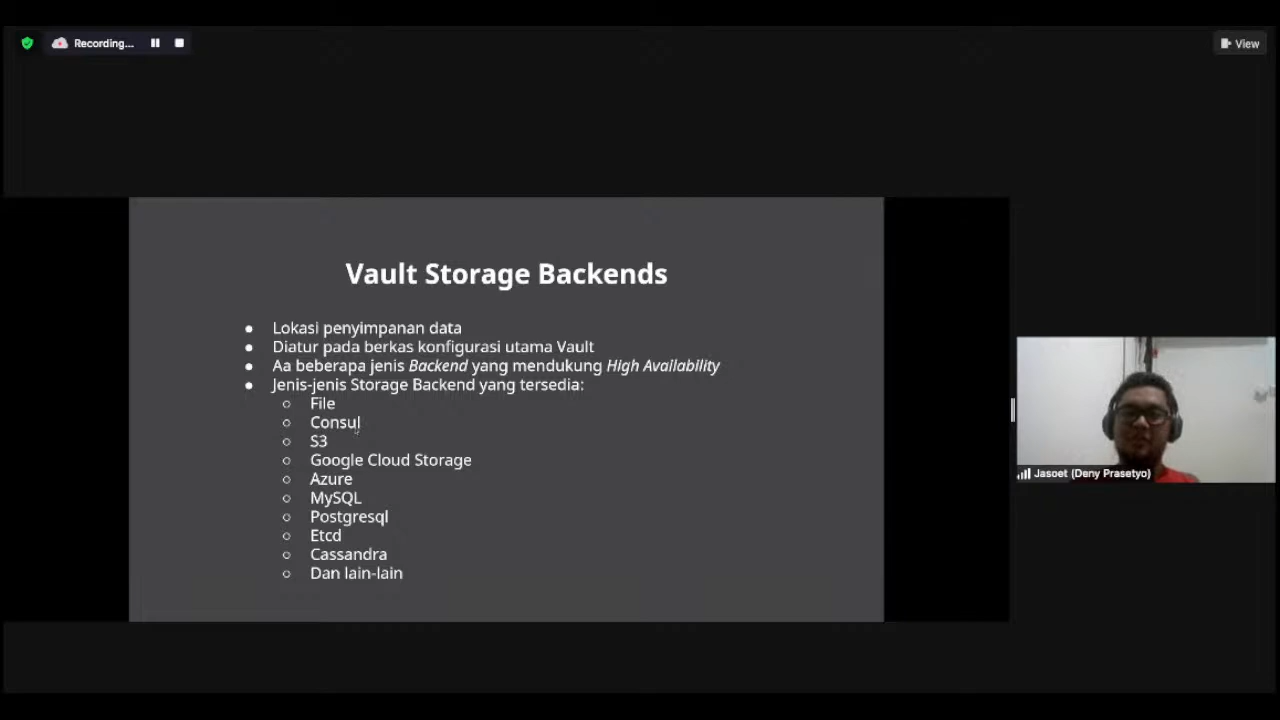 Recording...
View
Vault Storage Backends
● Lokasi penyimpanan data
● Diatur pada berkas konfigurasi utama Vault
● Aa beberapa jenis Backend yang mendukung High Availability
● Jenis-jenis Storage Backend yang tersedia:
○ File
○ Consul
○ S3
○ Google Cloud Storage
○ Azure
○ MySQL
○ Postgresql
○ Etcd
○ Cassandra
○ Dan lain-lain
Jasoet (Deny Prasetyo)